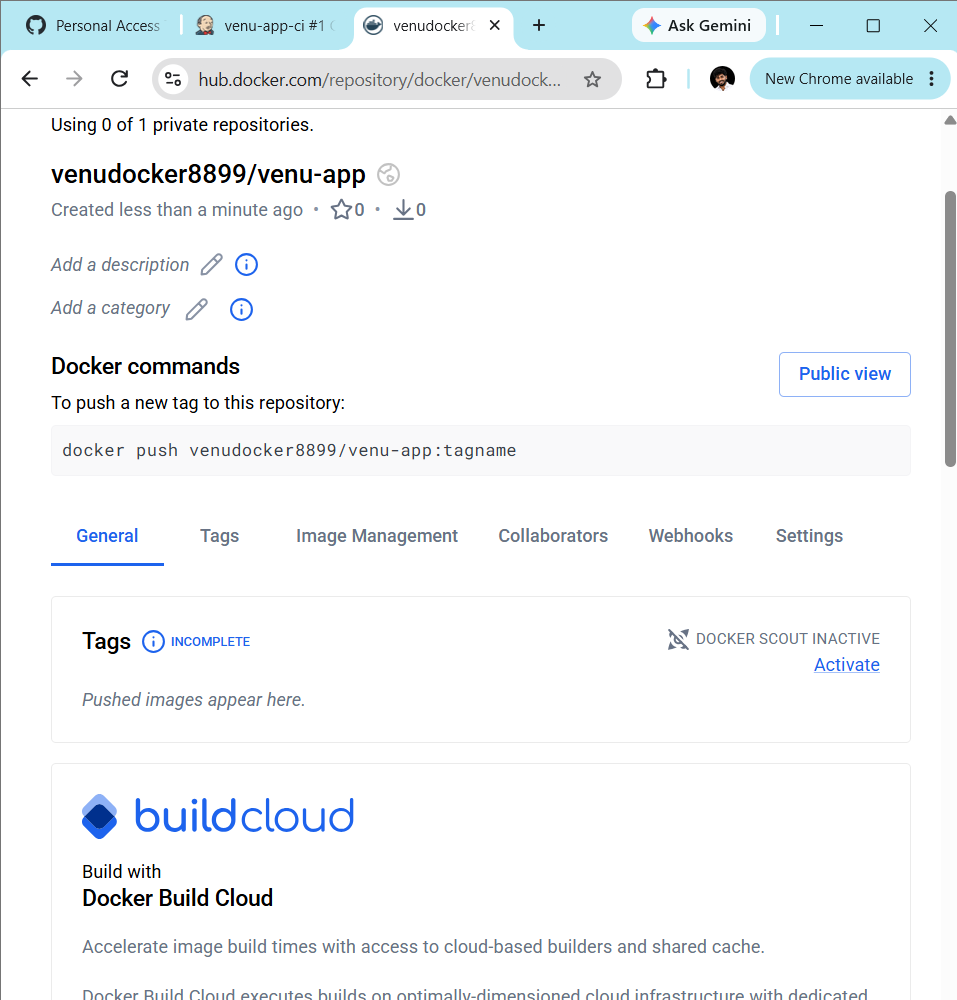 Personal Access
venu-app-ci #1
venudocker8
Ask Gemini
hub.docker.com/repository/docker/venudock...
New Chrome available
Using 0 of 1 private repositories.
venudocker8899/venu-app
Created less than a minute ago • 0 • 0
Add a description
Add a category
Docker commands
Public view
To push a new tag to this repository:
docker push venudocker8899/venu-app:tagname
General Tags Image Management Collaborators Webhooks Settings
Tags INCOMPLETE
DOCKER SCOUT INACTIVE
Activate
Pushed images appear here.
buildcloud
Build with
Docker Build Cloud
Accelerate image build times with access to cloud-based builders and shared cache.
Docker Build Cloud executes builds on optimally-dimensioned cloud infrastructure with dedicated